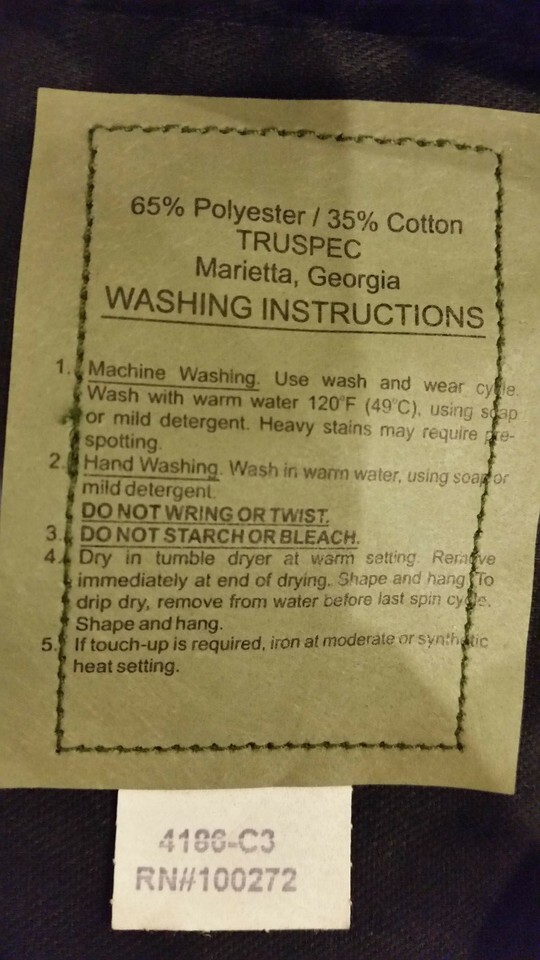 65% Polyester / 35% Cotton
TRUSPEC
Marietta, Georgia
WASHING INSTRUCTIONS
1. Machine Washing. Use wash and wear cycle.
Wash with warm water 120°F (49°C), using soap
or mild detergent. Heavy stains may require pre-
spotting.
2. Hand Washing. Wash in warm water, using soap or
mild detergent.
DO NOT WRING OR TWIST.
3. DO NOT STARCH OR BLEACH.
4. Dry in tumble dryer at warm setting. Remove
immediately at end of drying. Shape and hang. To
drip dry, remove from water before last spin cycle.
Shape and hang.
5. If touch-up is required, iron at moderate or synthetic
heat setting.
4186-C3
RN#100272